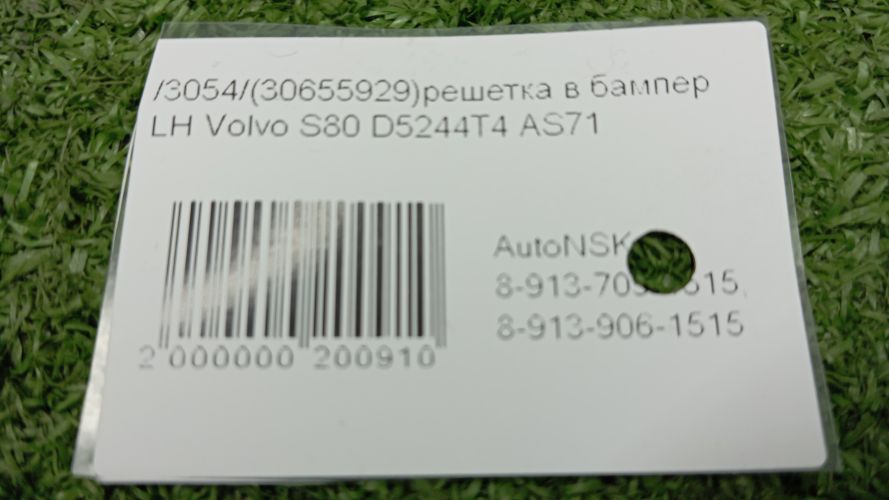 /3054/(30655929)решетка в бампер
LH Volvo S80 D5244T4 AS71
AutoNSK
8-913-906-1515
2 000000 200910